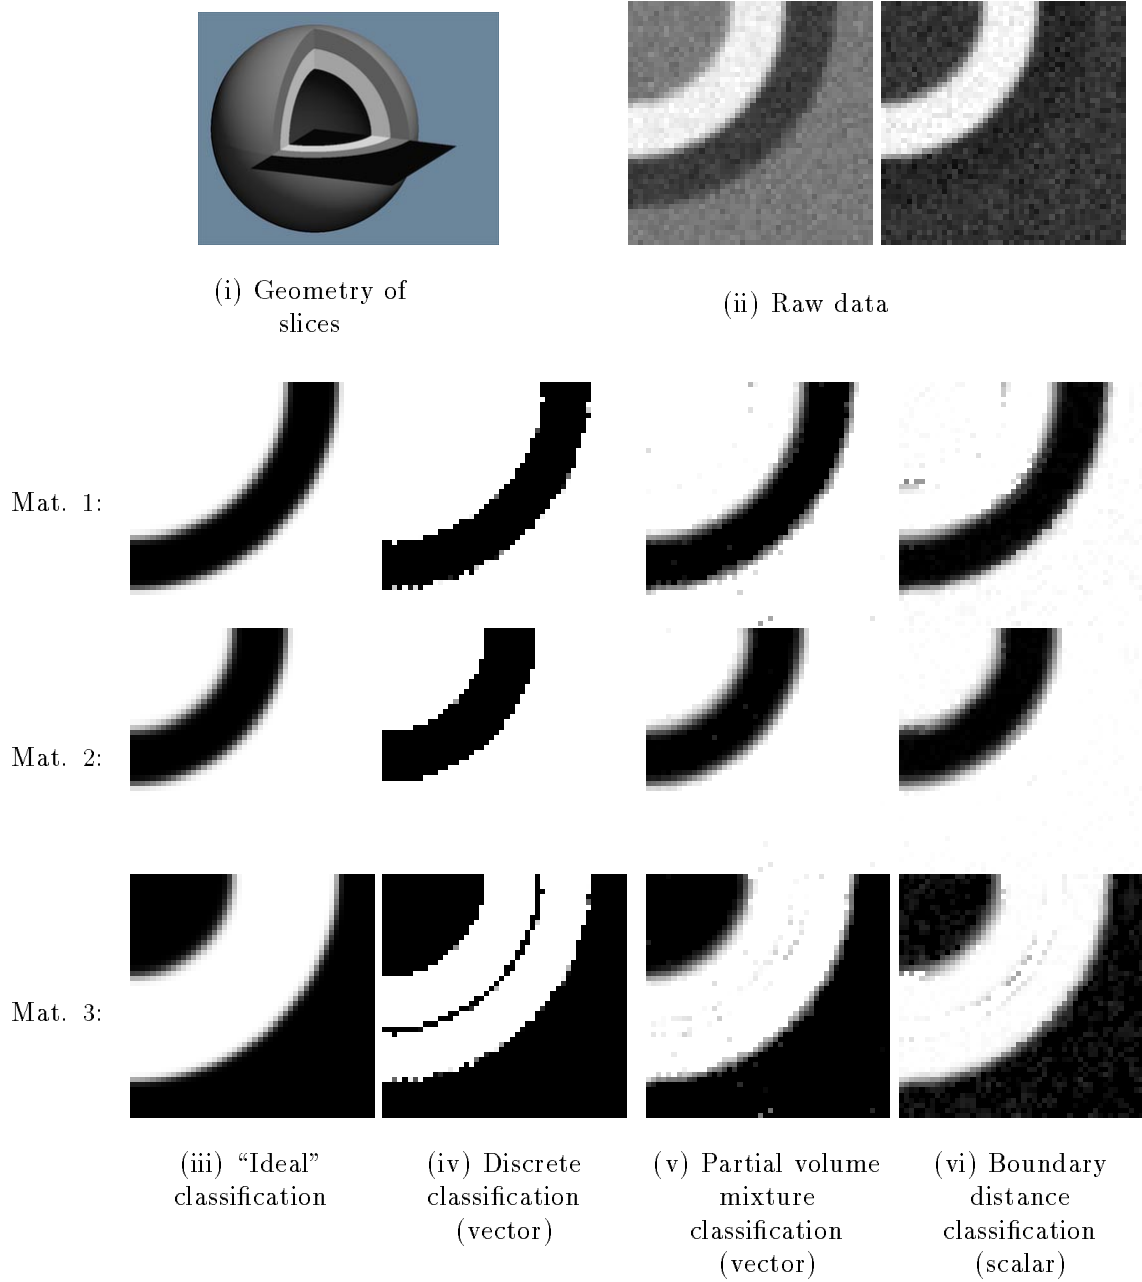 (i) Geometry of
slices
(ii) Raw data
Mat. 1:
Mat. 2:
Mat. 3:
(iii) “Ideal”
classification
(iv) Discrete
classification
(vector)
(v) Partial volume
mixture
classification
(vector)
(vi) Boundary
distance
classification
(scalar)